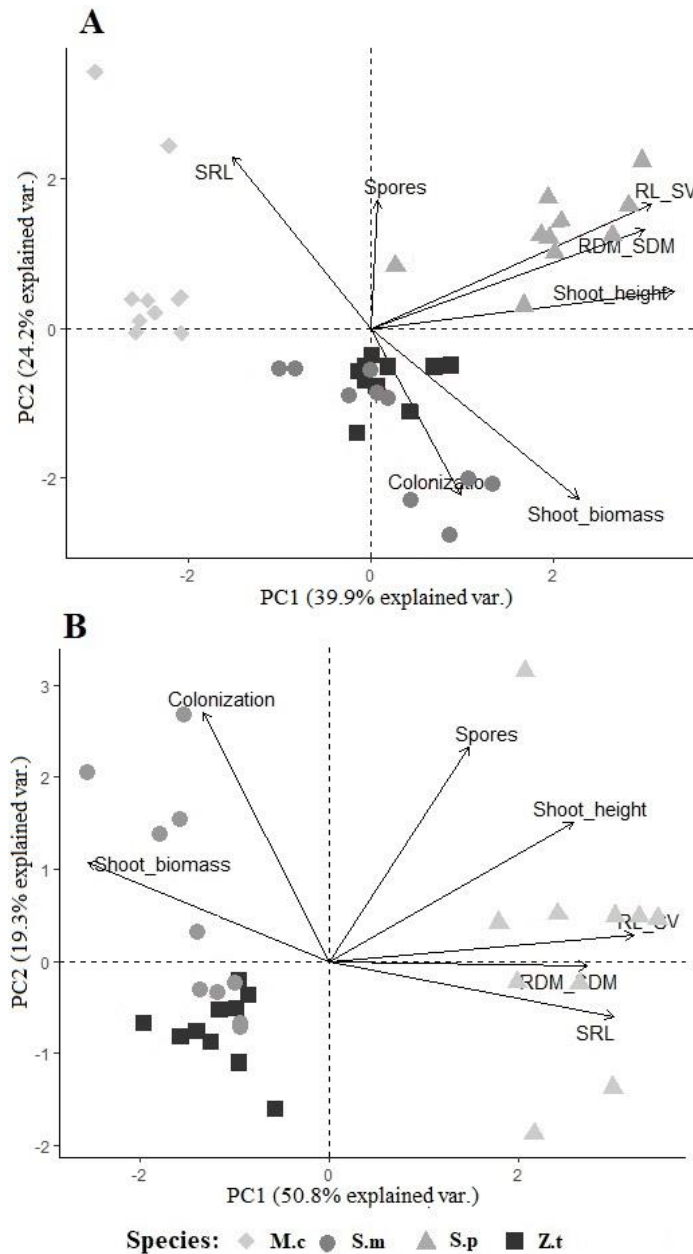 A
SRL
Spores
RL_SV
RDM_SDM
Shoot_height
Colonization
Shoot_biomass
2
0
-2
PC2 (24.2% explained var.)
-2
0
2
PC1 (39.9% explained var.)
B
Colonization
Spores
Shoot_height
Shoot_biomass
RL_SV
RDM_SDM
SRL
3
2
1
0
-1
-2
PC2 (19.3% explained var.)
-2
0
2
PC1 (50.8% explained var.)
Species: M.c S.m S.p Z.t